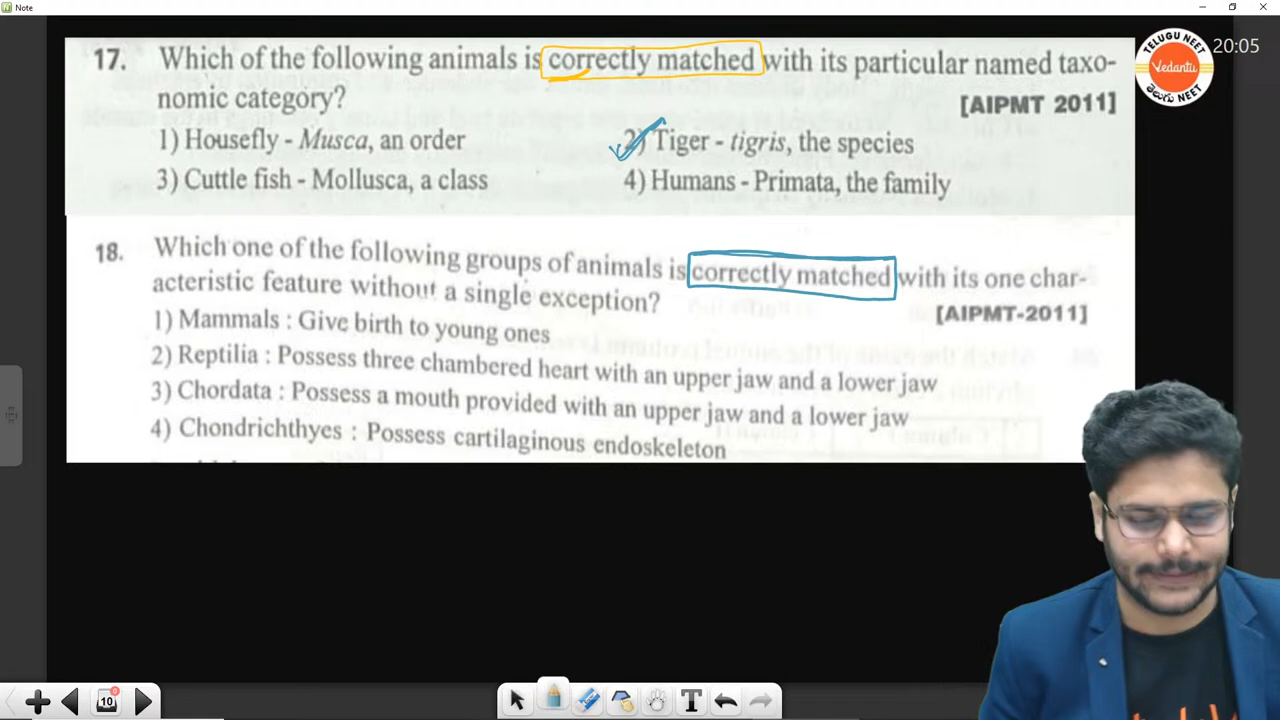 Note
20:05
TELUGU NEET
Vedantu
తెలుగు NEET
17. Which of the following animals is correctly matched with its particular named taxo-
nomic category?
[AIPMT 2011]
1) Housefly - Musca, an order
2) Tiger - tigris, the species
3) Cuttle fish - Mollusca, a class
4) Humans - Primata, the family
18. Which one of the following groups of animals is correctly matched with its one char-
acteristic feature without a single exception?
[AIPMT-2011]
1) Mammals : Give birth to young ones
2) Reptilia : Possess three chambered heart with an upper jaw and a lower jaw
3) Chordata : Possess a mouth provided with an upper jaw and a lower jaw
4) Chondrichthyes : Possess cartilaginous endoskeleton
10
0
T